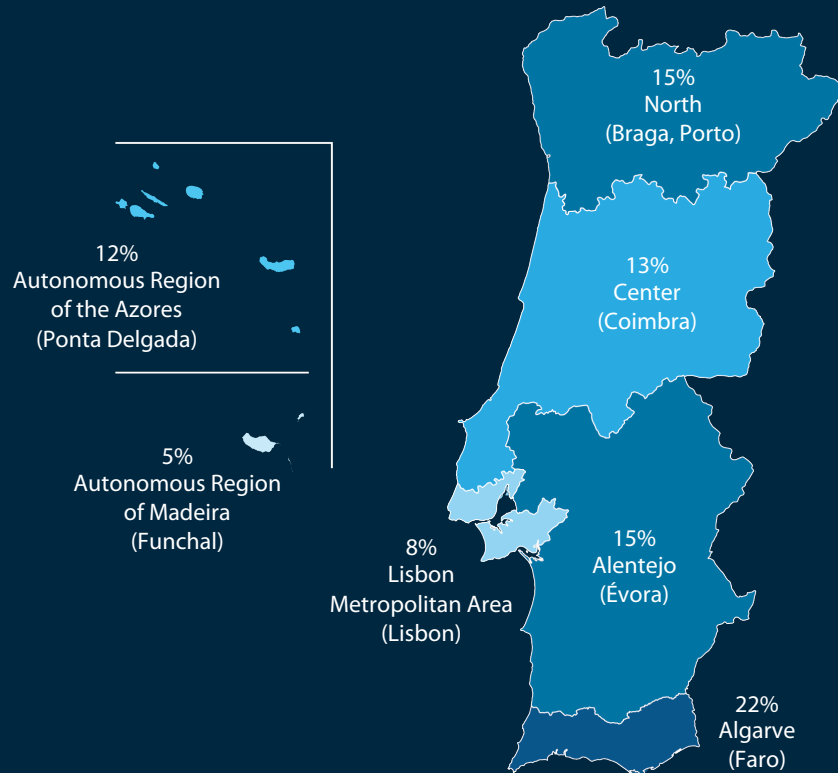 15%
North
(Braga, Porto)
12%
Autonomous Region
of the Azores
(Ponta Delgada)
13%
Center
(Coimbra)
5%
Autonomous Region
of Madeira
(Funchal)
8%
Lisbon
Metropolitan Area
(Lisbon)
15%
Alentejo
(Évora)
22%
Algarve
(Faro)